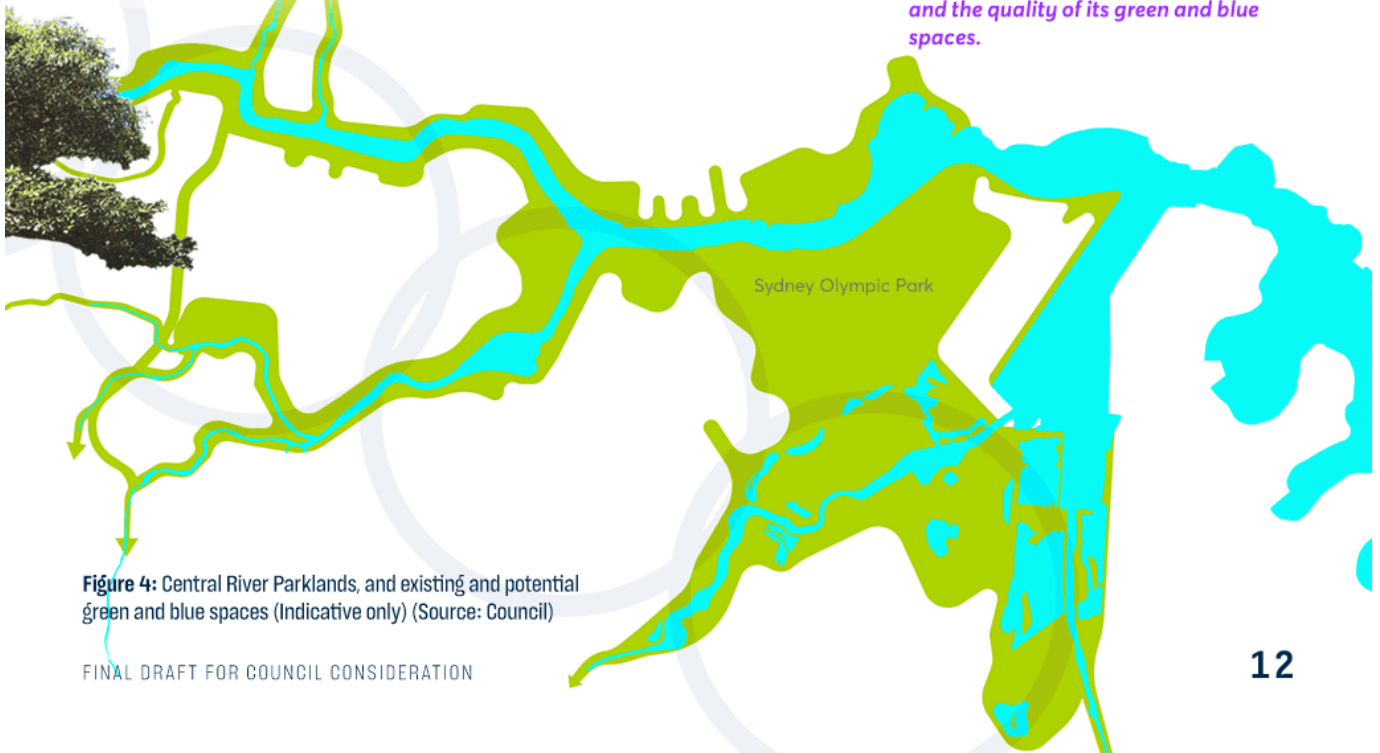 and the quality of its green and blue
spaces.
Sydney Olympic Park
Figure 4: Central River Parklands, and existing and potential
green and blue spaces (Indicative only) (Source: Council)
FINAL DRAFT FOR COUNCIL CONSIDERATION
12